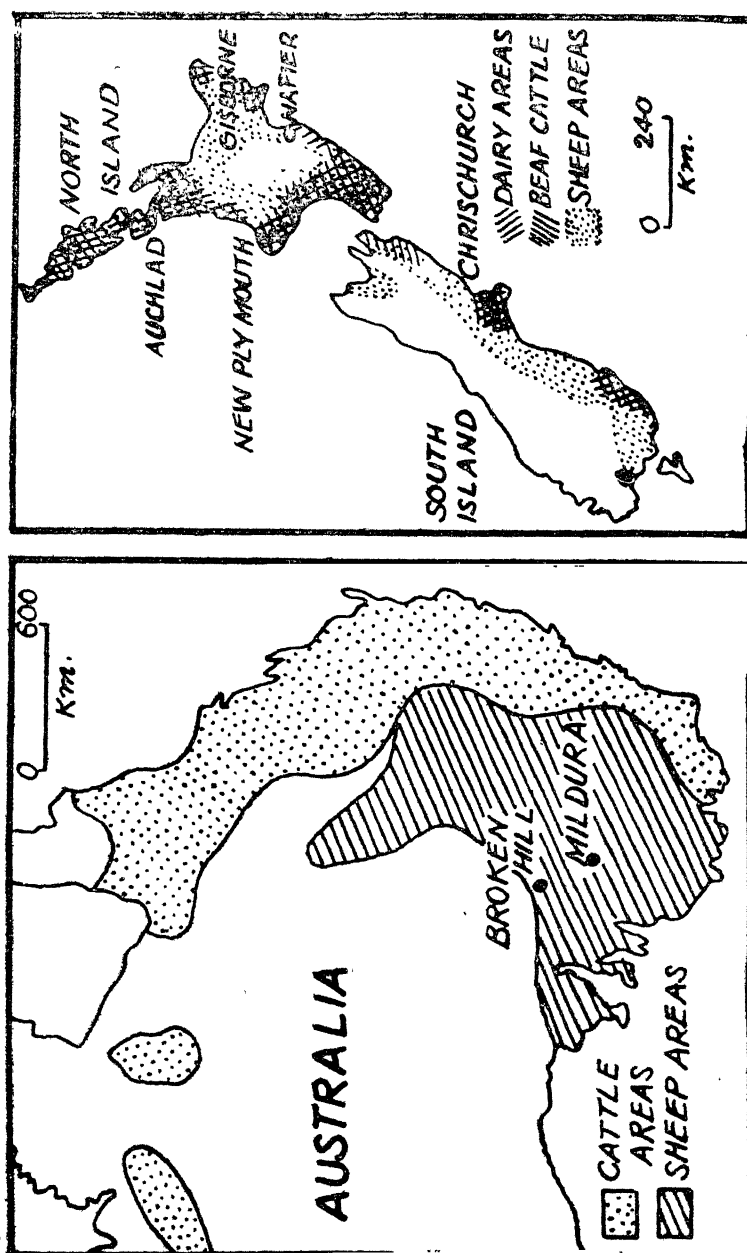 AUSTRALIA
0 600
Km.
BROKEN
HILL
MILDURA
CATTLE
AREAS
SHEEP AREAS
NORTH
ISLAND
AUCHLAD
GISBORNE
NAPIER
NEW PLYMOUTH
SOUTH
ISLAND
CHRISCHURCH
DAIRY AREAS
BEAF CATTLE
SHEEP AREAS
0 240
Km.